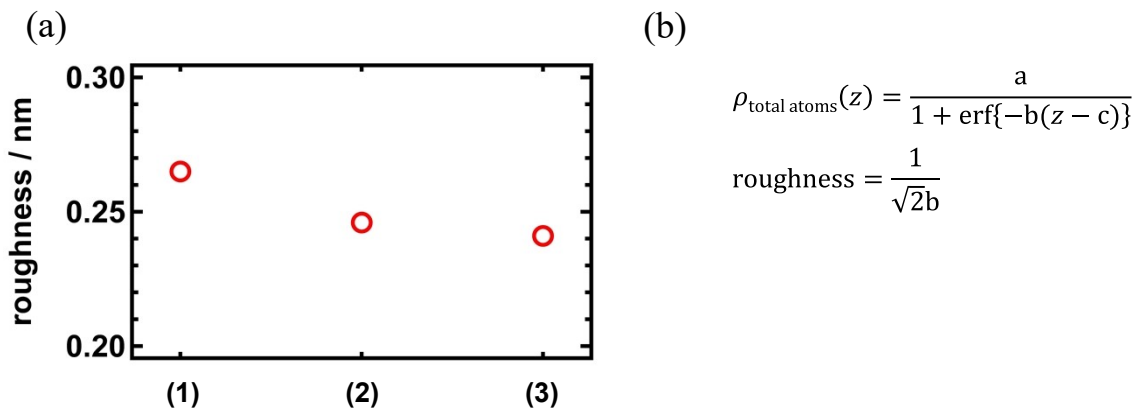 (a)
roughness / nm
0.30
0.25
0.20
(1) (2) (3)
(b)
ρtotal atoms(z) = a / 1 + erf{−b(z − c)}
roughness = 1 / √2b